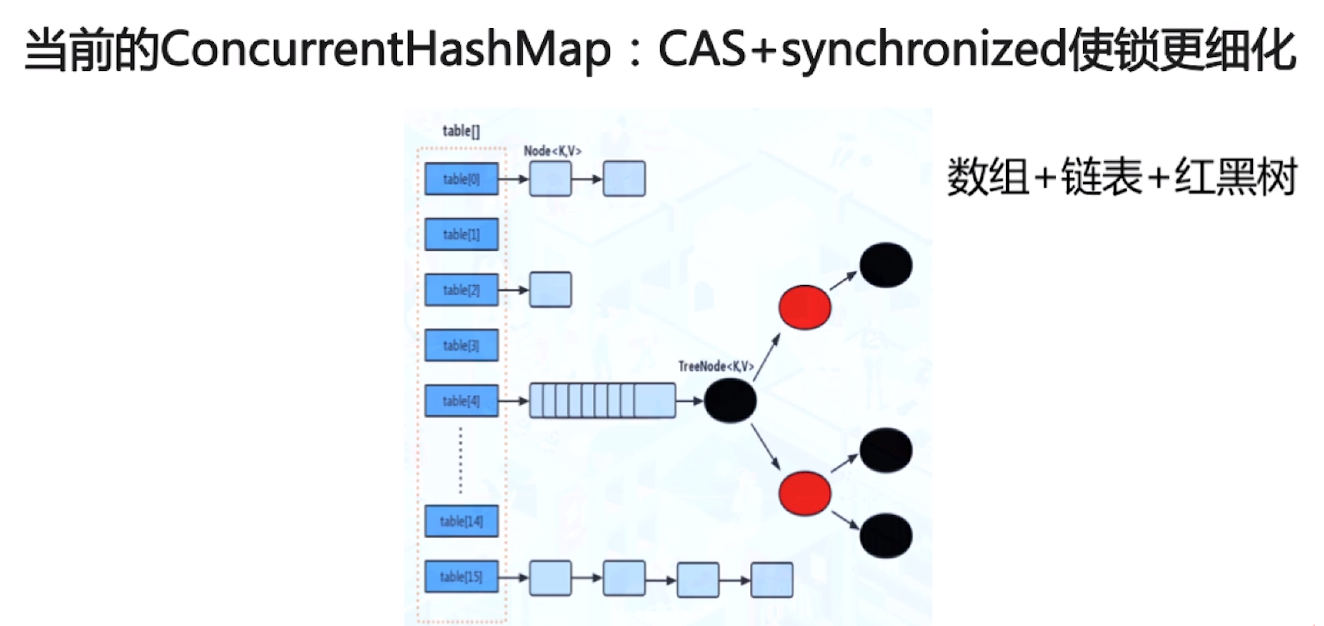 当前的ConcurrentHashMap：CAS+synchronized使锁更细化
table[]
Node<K,V>
table[0]
数组+链表+红黑树
table[1]
table[2]
table[3]
TreeNode<K,V>
table[4]
table[14]
table[15]